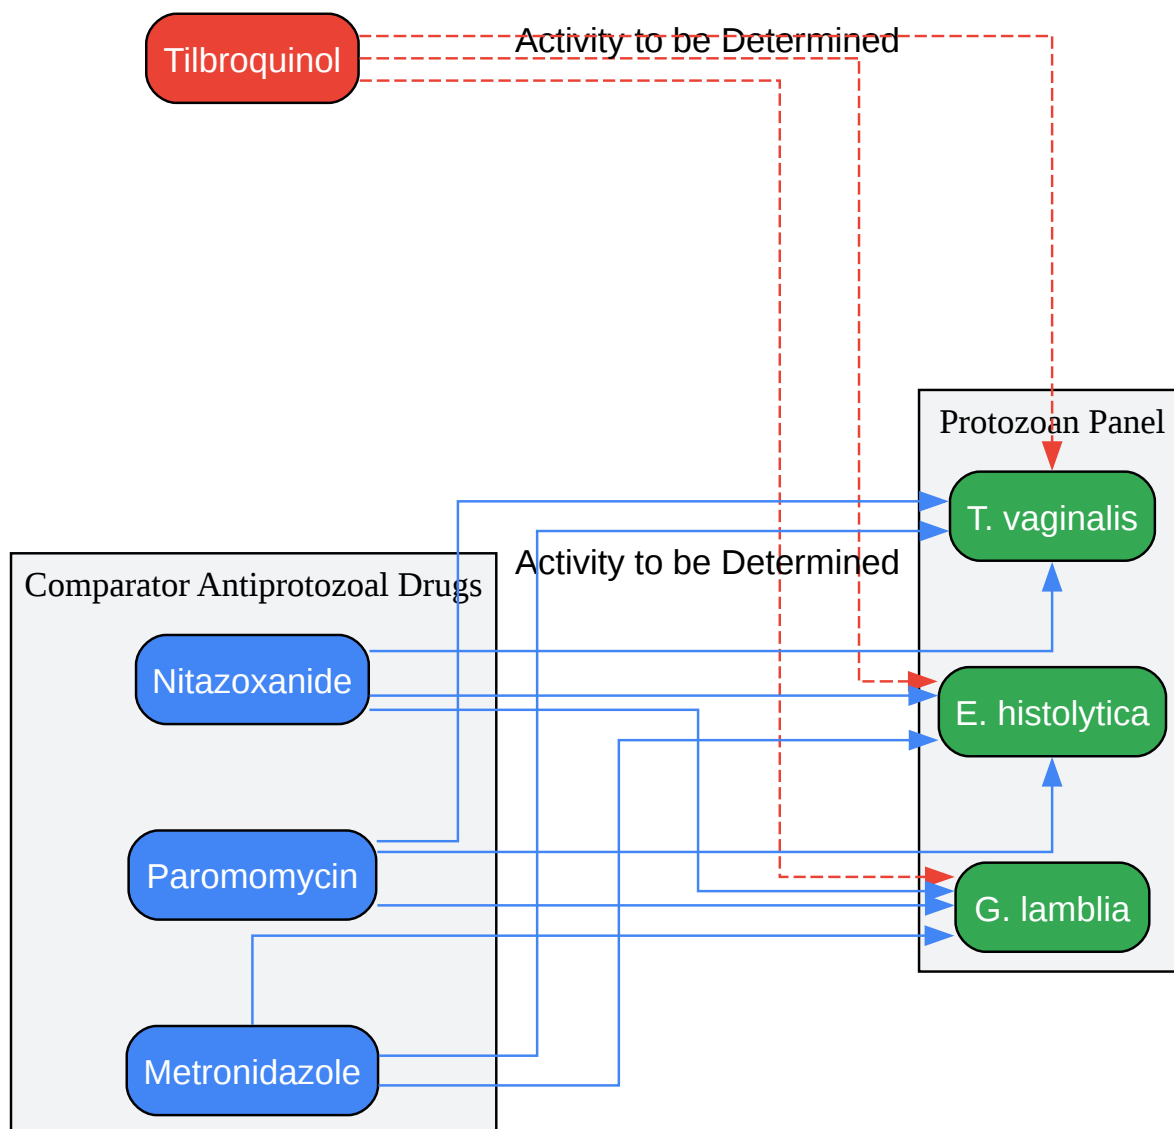 Tilbroquinol
Activity to be Determined
Protozoan Panel
T. vaginalis
Activity to be Determined
Comparator Antiprotozoal Drugs
Nitazoxanide
E. histolytica
Paromomycin
G. lamblia
Metronidazole